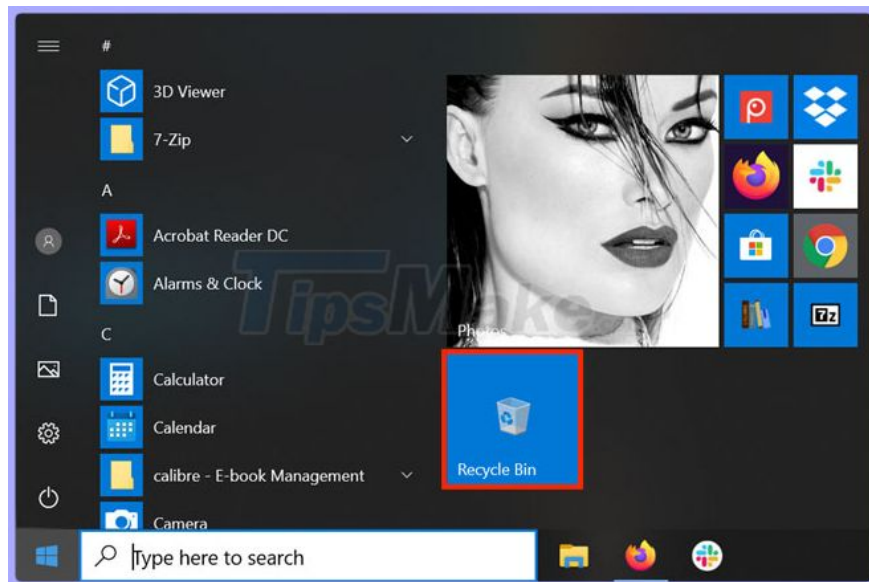 #
3D Viewer
7-Zip
A
Acrobat Reader DC
Alarms & Clock
C
Calculator
Calendar
calibre - E-book Management
Camera
Photos
7z
Recycle Bin
TipsMake
Type here to search